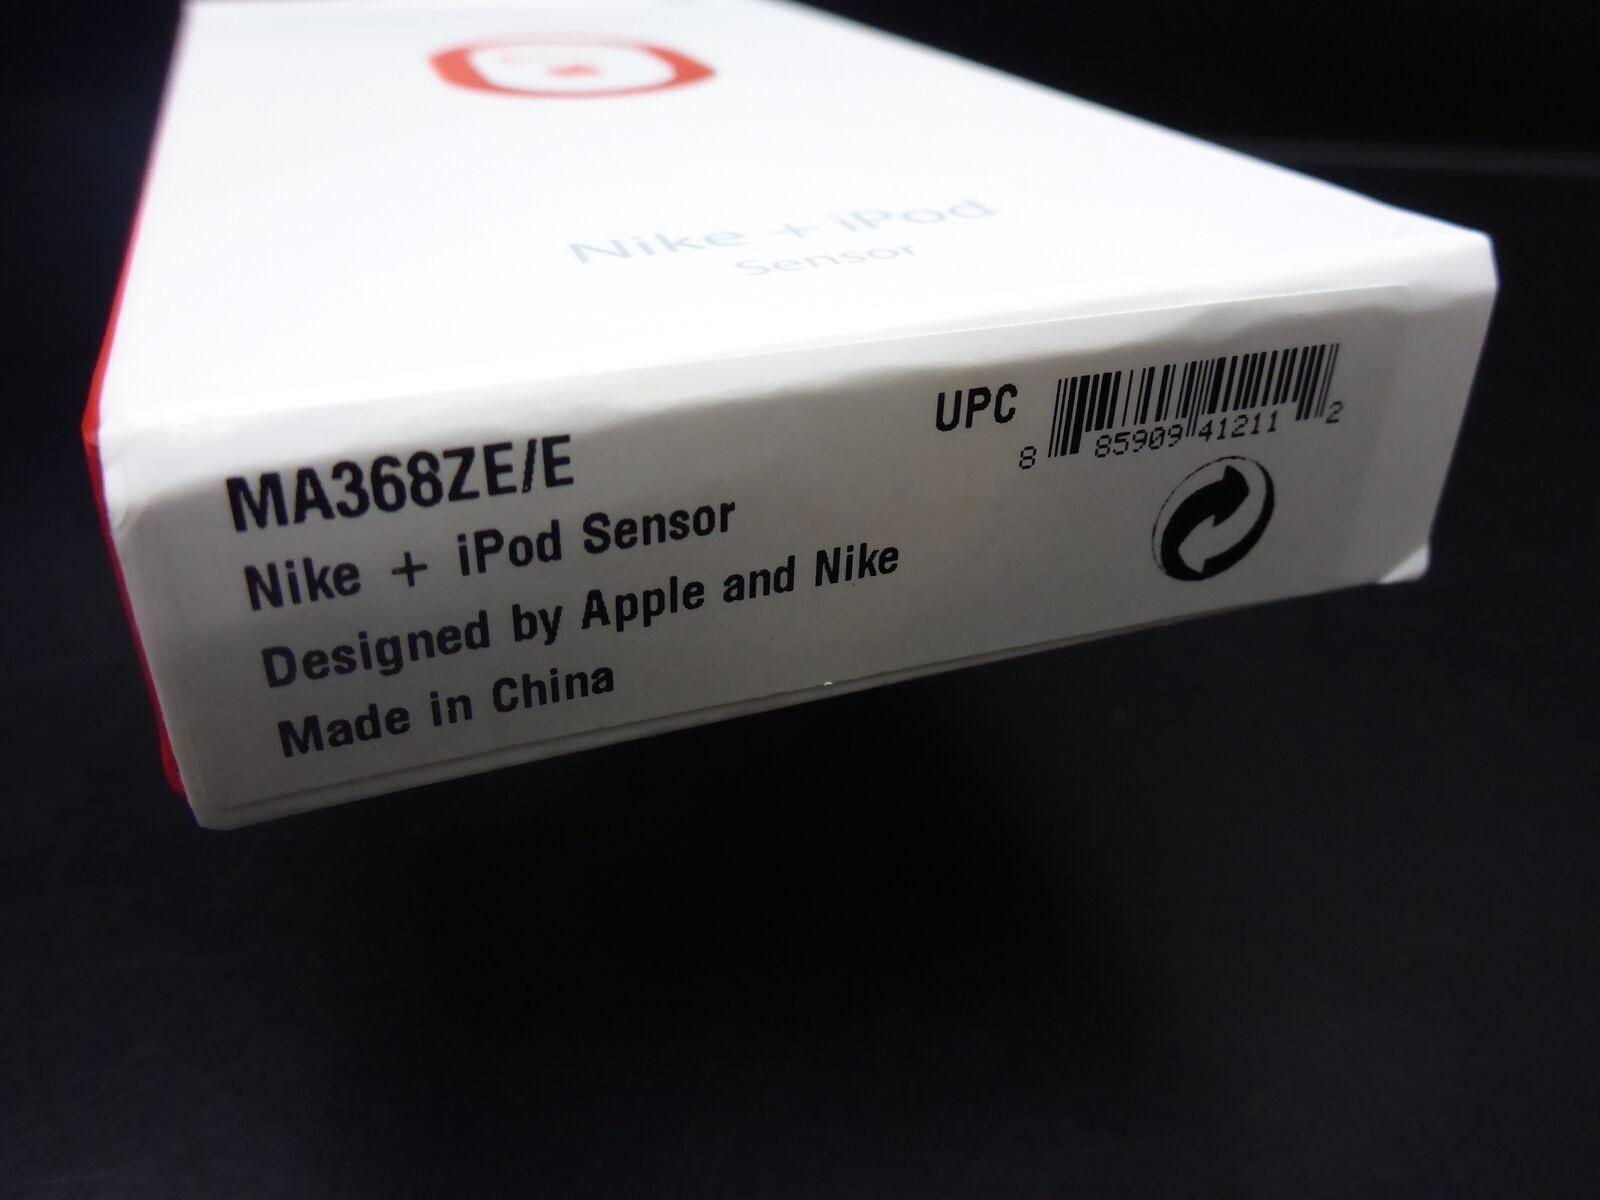 Nike + iPod
Sensor
UPC
8 85909 41211 2
MA368ZE/E
Nike + iPod Sensor
Designed by Apple and Nike
Made in China